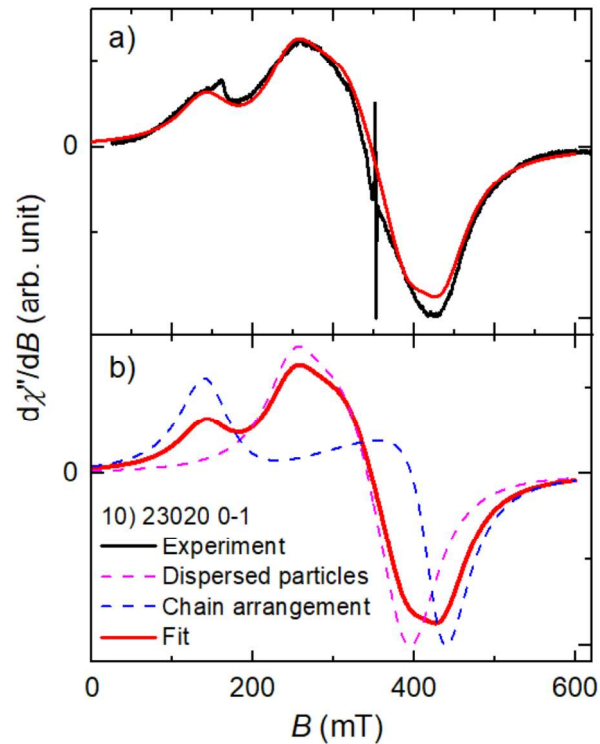 a)
0
dχ"/dB (arb. unit)
b)
0
10) 23020 0-1
Experiment
Dispersed particles
Chain arrangement
Fit
0 200 400 600
B (mT)